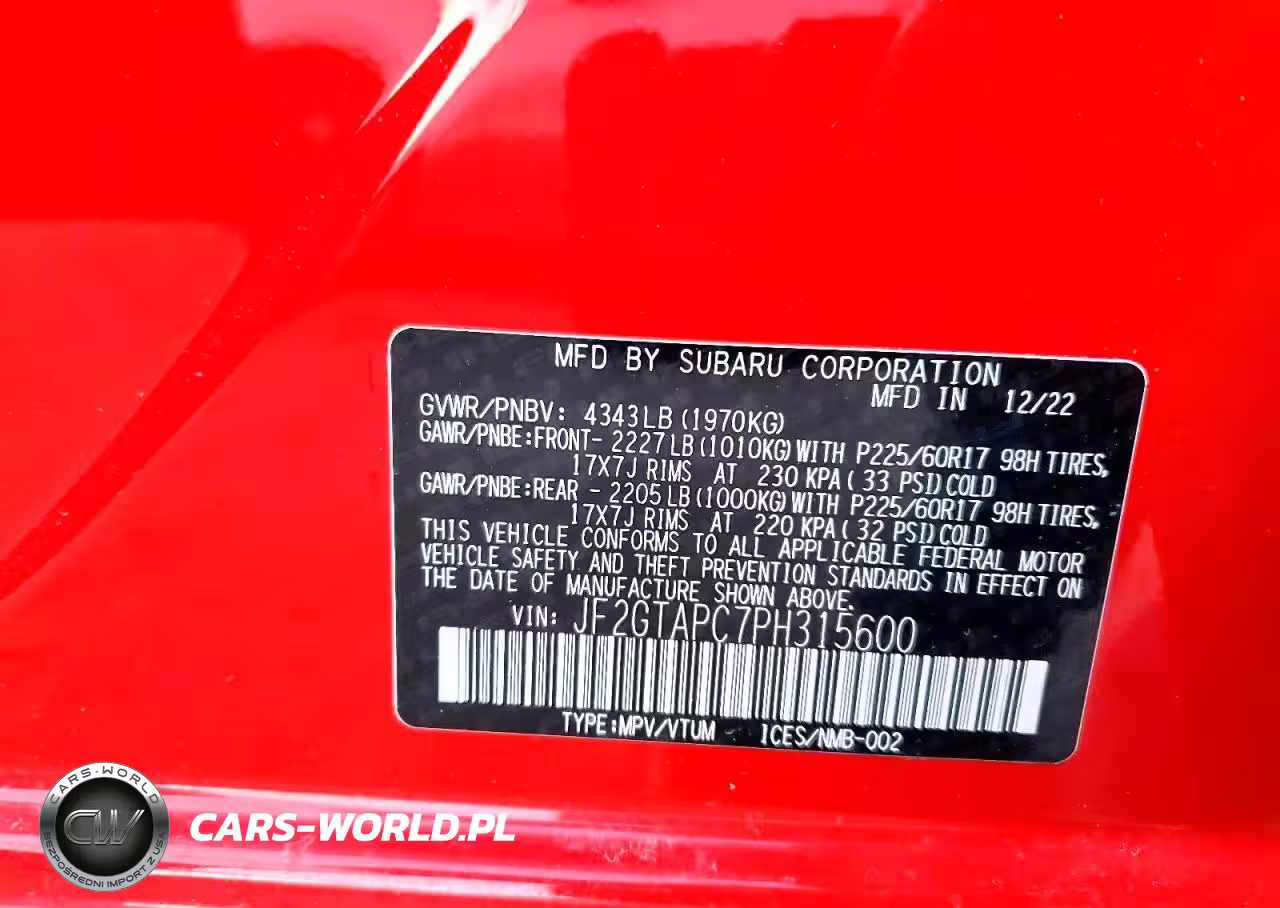 MFD BY SUBARU CORPORATION
MFD IN 12/22
GVWR/PNBV: 4343LB(1970KG)
GAWR/PNBE:FRONT- 2227LB(1010KG)WITH P225/60R17 98H TIRES,
17X7J RIMS AT 230 KPA( 33 PSI)COLD
GAWR/PNBE:REAR - 2205LB(1000KG)WITH P225/60R17 98H TIRES,
17X7J RIMS AT 220 KPA( 32 PSI)COLD
THIS VEHICLE CONFORMS TO ALL APPLICABLE FEDERAL MOTOR
VEHICLE SAFETY AND THEFT PREVENTION STANDARDS IN EFFECT ON
THE DATE OF MANUFACTURE SHOWN ABOVE.
VIN: JF2GTAPC7PH315600
TYPE:MPV/VTUM ICES/NMB-002
CARS-WORLD
CW
BEZPOŚREDNI IMPORT Z USA
CARS-WORLD.PL